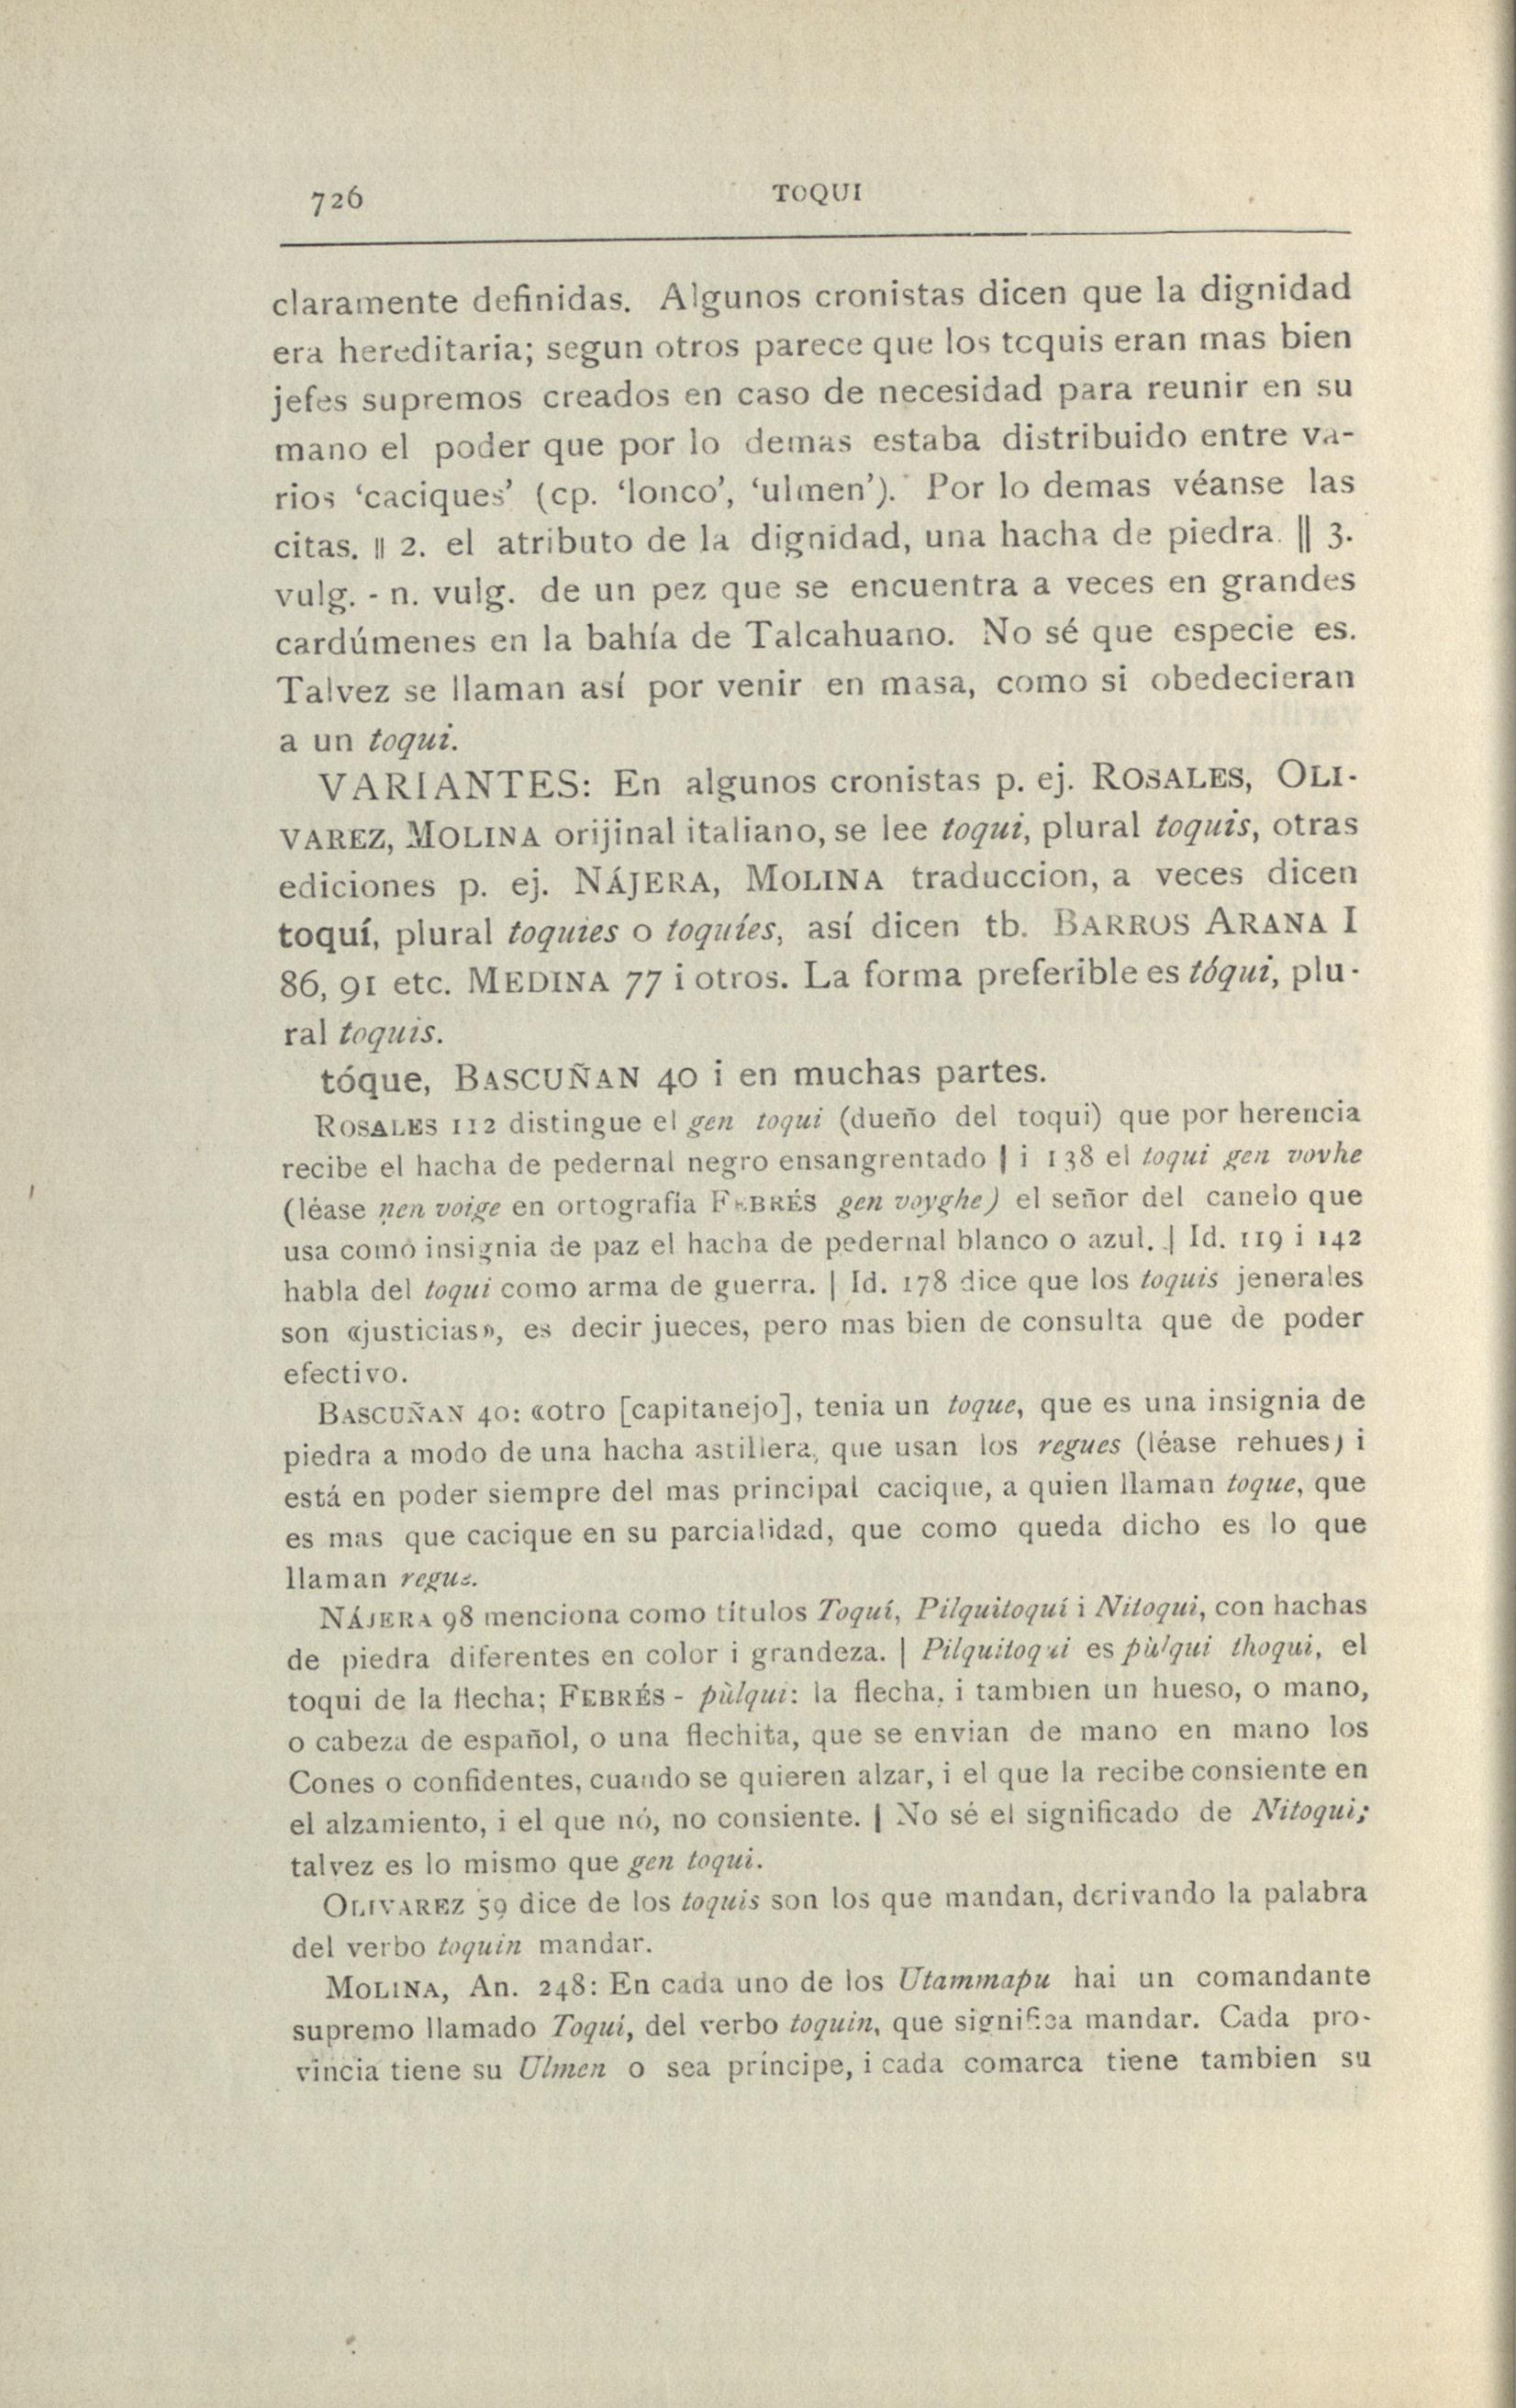 726
TOQUI
claramente definidas. Algunos cronistas dicen que la dignidad
era hereditaria; segun otros parece que los tcquis eran mas bien
jefes supremos creados en caso de necesidad para reunir en su
mano el poder que por lo demas estaba distribuido entre va-
rios ‘caciques’ (cp. ‘lonco’, ‘ulmen’). Por lo demas véanse las
citas. || 2. el atributo de la dignidad, una hacha de piedra. || 3.
vulg. - n. vulg. de un pez que se encuentra a veces en grandes
cardúmenes en la bahía de Talcahuano. No sé que especie es.
Talvez se llaman así por venir en masa, como si obedecieran
a un toqui.
VARIANTES: En algunos cronistas p. ej. ROSALES, OLI-
VAREZ, MOLINA orijinal italiano, se lee toqui, plural toquis, otras
ediciones p. ej. NÁJERA, MOLINA traduccion, a veces dicen
toquí, plural toquies o toquíes, así dicen tb. BARROS ARANA I
86, 91 etc. MEDINA 77 i otros. La forma preferible es tóqui, plu-
ral toquis.
tóque, BASCUÑAN 40 i en muchas partes.
ROSALES 112 distingue el gen toqui (dueño del toqui) que por herencia
recibe el hacha de pedernal negro ensangrentado | i 138 el toqui gen vovhe
(léase ņen voige en ortografía FEBRÉS gen voyghe) el señor del canelo que
usa como insignia de paz el hacha de pedernal blanco o azul. | Id. 119 i 142
habla del toqui como arma de guerra. | Id. 178 dice que los toquis jenerales
son «justicias», es decir jueces, pero mas bien de consulta que de poder
efectivo.
BASCUÑAN 40: «otro [capitanejo], tenia un toque, que es una insignia de
piedra a modo de una hacha astillera, que usan los regues (léase rehues) i
está en poder siempre del mas principal cacique, a quien llaman toque, que
es mas que cacique en su parcialidad, que como queda dicho es lo que
llaman regue.
NÁJERA 98 menciona como títulos Toquí, Pilquitoquí i Nitoqui, con hachas
de piedra diferentes en color i grandeza. | Pilquitoqui es pùlqui thoqui, el
toqui de la flecha; FEBRÉS - pùlqui: la flecha, i tambien un hueso, o mano,
o cabeza de español, o una flechita, que se envian de mano en mano los
Cones o confidentes, cuando se quieren alzar, i el que la recibe consiente en
el alzamiento, i el que nó, no consiente. | No sé el significado de Nitoqui;
talvez es lo mismo que gen toqui.
OLIVAREZ 59 dice de los toquis son los que mandan, derivando la palabra
del verbo toquin mandar.
MOLINA, An. 248: En cada uno de los Utammapu hai un comandante
supremo llamado Toquí, del verbo toquin, que significa mandar. Cada pro-
vincia tiene su Ulmen o sea príncipe, i cada comarca tiene tambien su